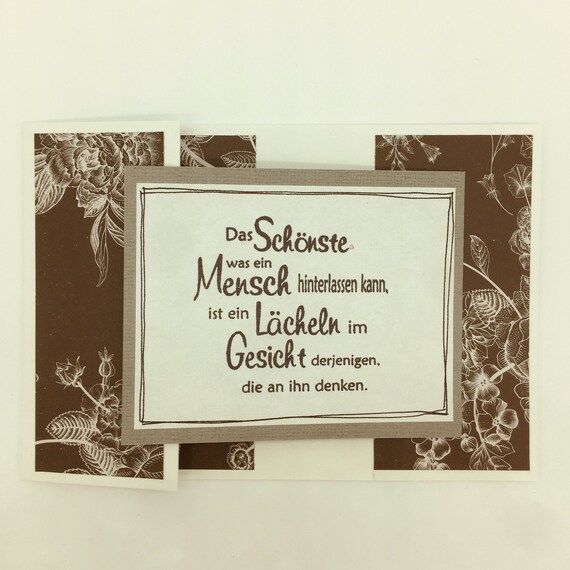 Das Schönste,
was ein
Mensch hinterlassen kann,
ist ein Lächeln im
Gesicht derjenigen,
die an ihn denken.